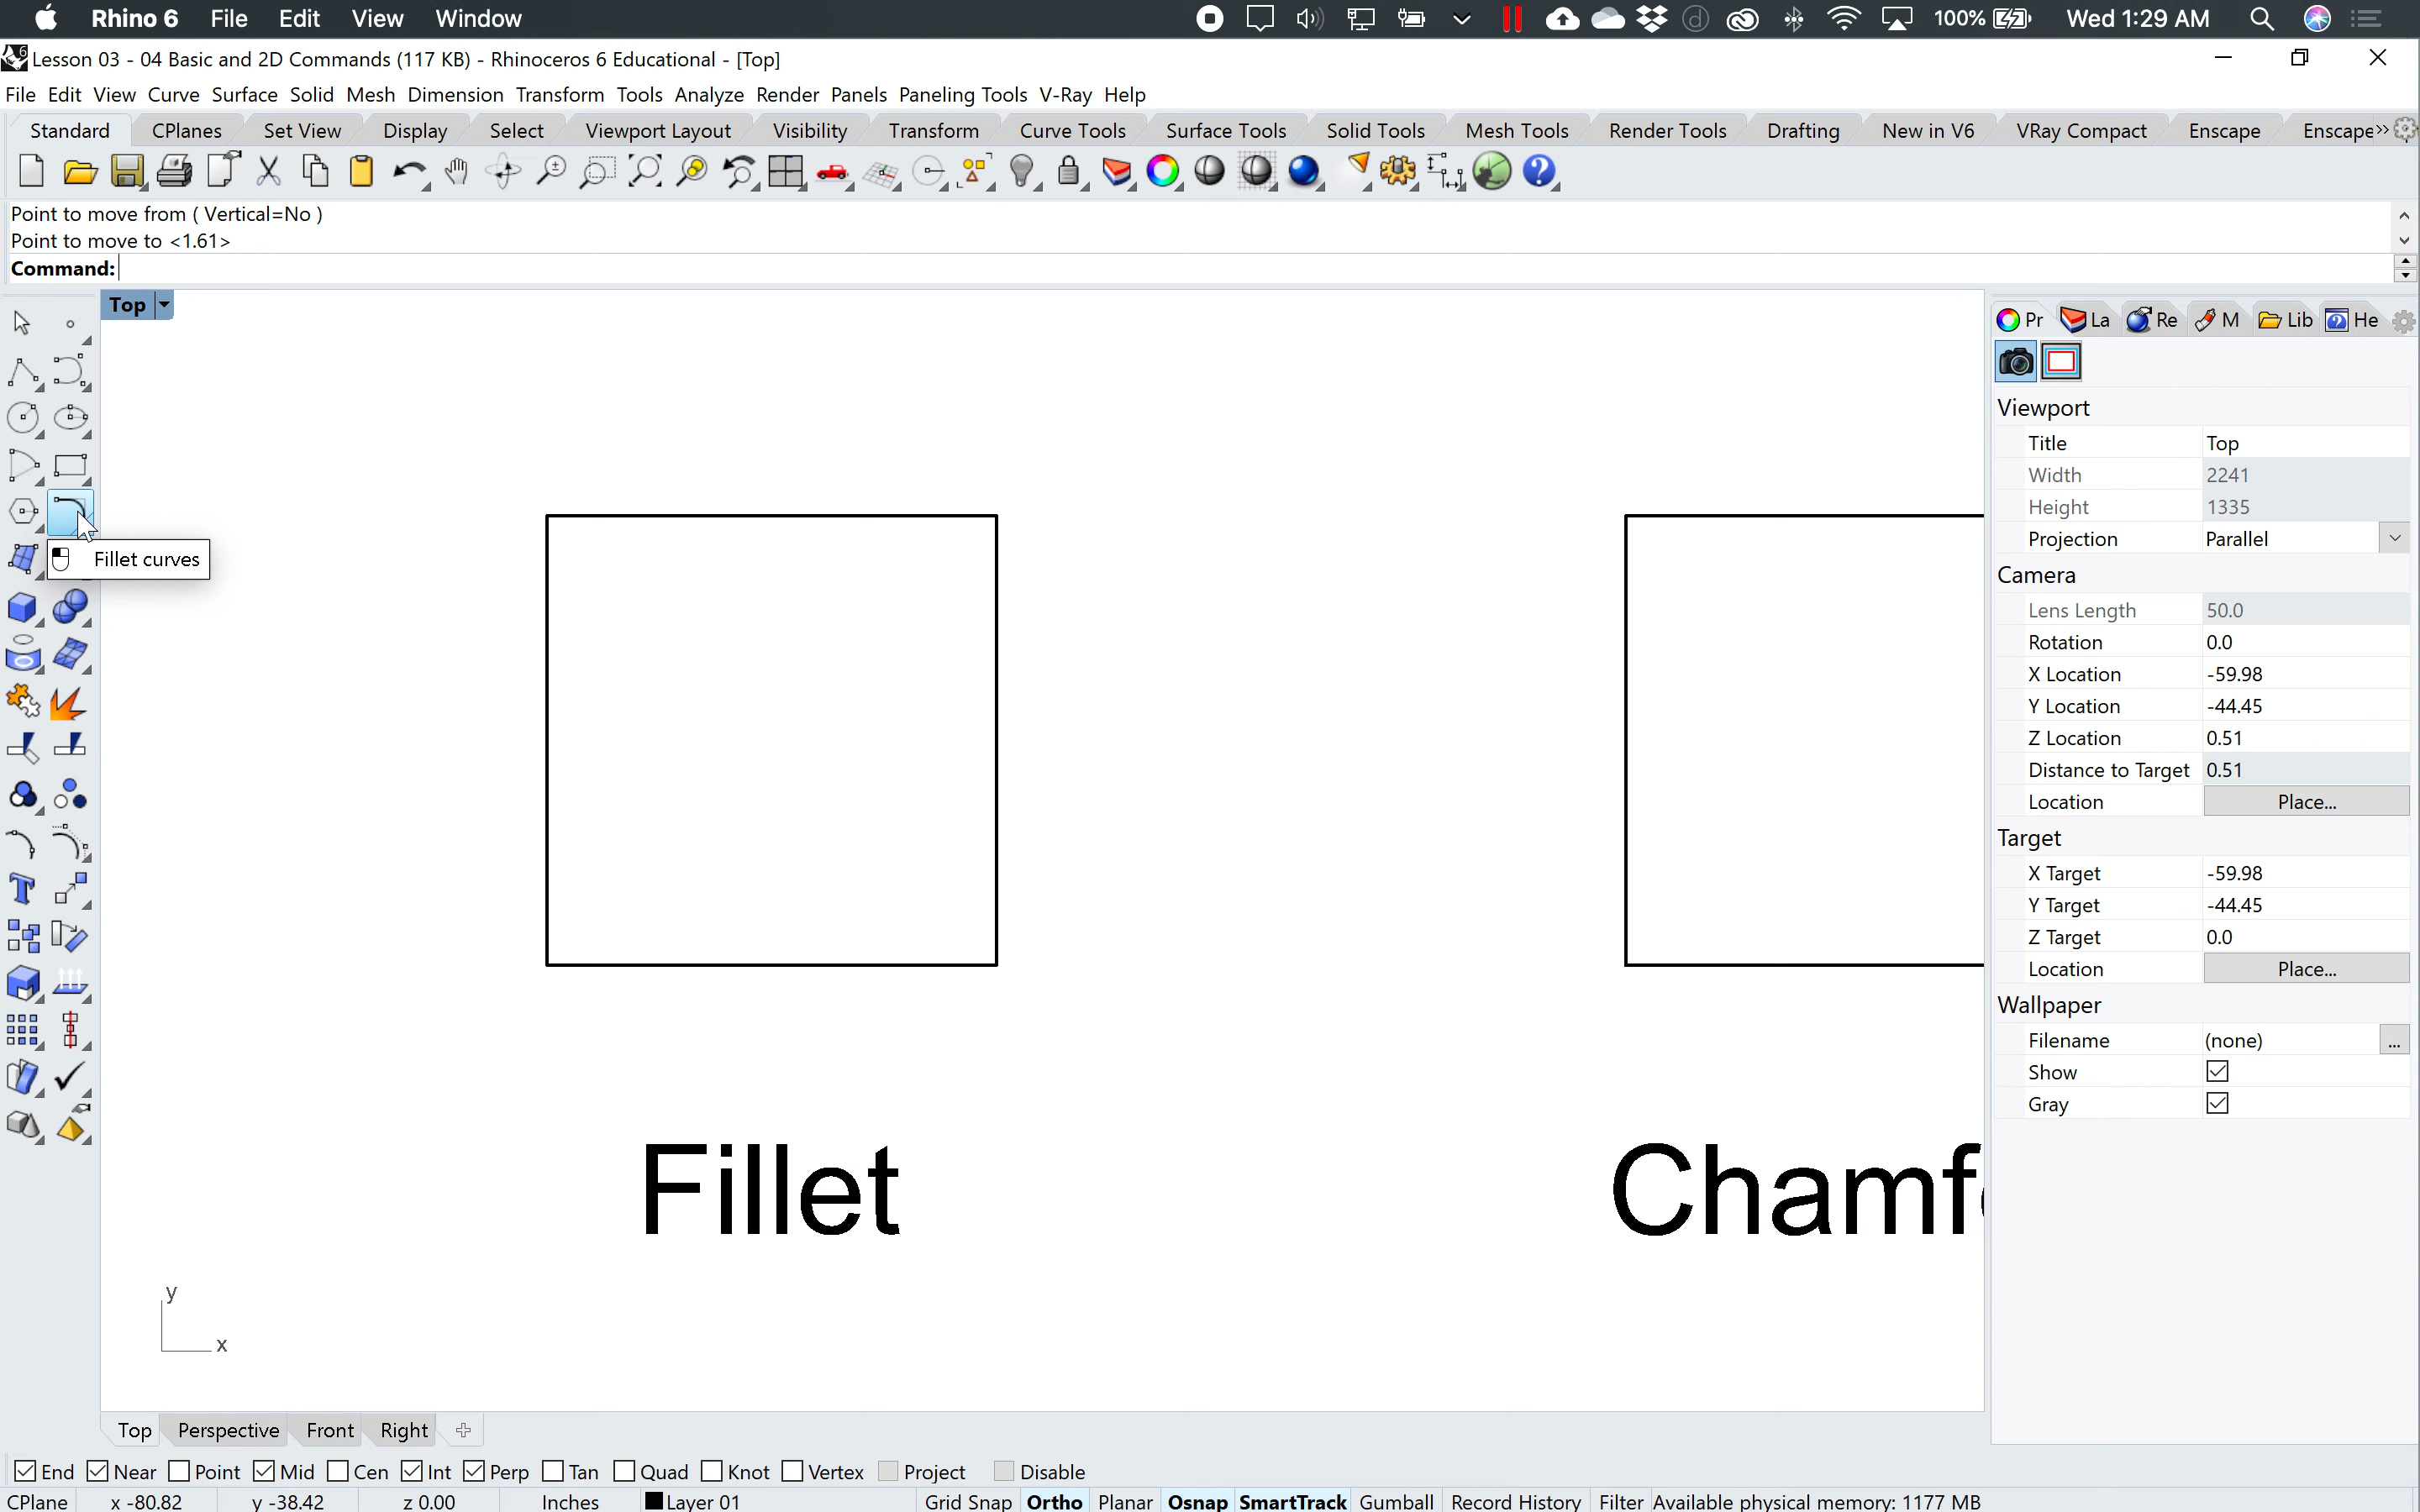 Rhino 6 File Edit View Window 100% Wed 1:29 AM
Lesson 03 - 04 Basic and 2D Commands (117 KB) - Rhinoceros 6 Educational - [Top]
File Edit View Curve Surface Solid Mesh Dimension Transform Tools Analyze Render Panels Paneling Tools V-Ray Help
Standard CPlanes Set View Display Select Viewport Layout Visibility Transform Curve Tools Surface Tools Solid Tools Mesh Tools Render Tools Drafting New in V6 VRay Compact Enscape Enscape»
Point to move from ( Vertical=No )
Point to move to <1.61>
Command:
Top
Pr La Re M Lib He
Fillet curves
Viewport
Title Top
Width 2241
Height 1335
Projection Parallel
Camera
Lens Length 50.0
Rotation 0.0
X Location -59.98
Y Location -44.45
Z Location 0.51
Distance to Target 0.51
Location Place...
Target
X Target -59.98
Y Target -44.45
Z Target 0.0
Location Place...
Wallpaper
Filename (none) ...
Show
Gray
Fillet Chamf
y
x
Top Perspective Front Right
End Near Point Mid Cen Int Perp Tan Quad Knot Vertex Project Disable
CPlane x -80.82 y -38.42 z 0.00 Inches Layer 01 Grid Snap Ortho Planar Osnap SmartTrack Gumball Record History Filter Available physical memory: 1177 MB